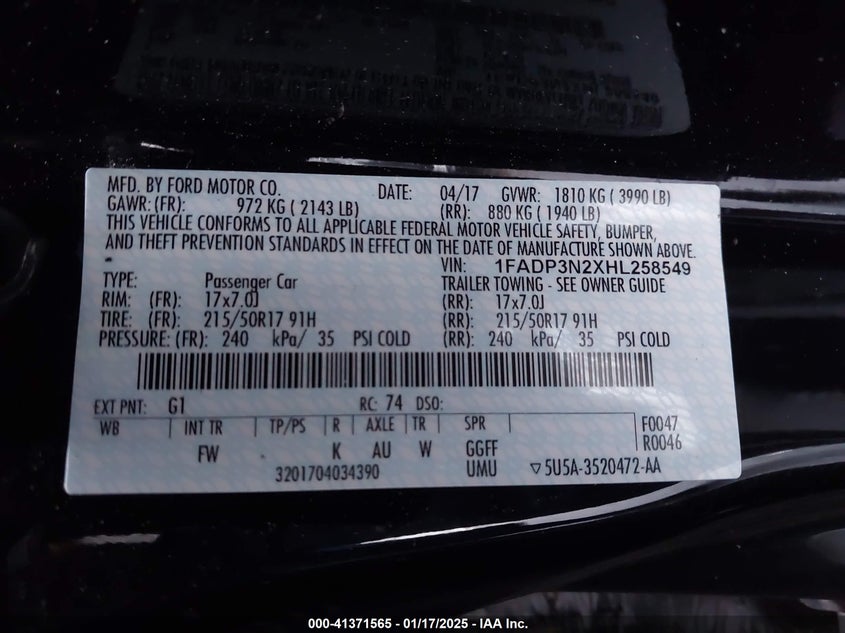 MFD. BY FORD MOTOR CO. DATE: 04/17 GVWR: 1810 KG ( 3990 LB)
GAWR: (FR): 972 KG ( 2143 LB) (RR): 880 KG ( 1940 LB)
THIS VEHICLE CONFORMS TO ALL APPLICABLE FEDERAL MOTOR VEHICLE SAFETY, BUMPER,
AND THEFT PREVENTION STANDARDS IN EFFECT ON THE DATE OF MANUFACTURE SHOWN ABOVE.
VIN: 1FADP3N2XHL258549
TYPE: Passenger Car TRAILER TOWING - SEE OWNER GUIDE
RIM: (FR): 17x7.0J (RR): 17x7.0J
TIRE: (FR): 215/50R17 91H (RR): 215/50R17 91H
PRESSURE: (FR): 240 kPa/ 35 PSI COLD (RR): 240 kPa/ 35 PSI COLD
EXT PNT: G1 RC: 74 DSO:
WB INT TR TP/PS R AXLE TR SPR F0047
FW K AU W GGFF R0046
3201704034390 UMU ▽5U5A-3520472-AA
000-41371565 — 01/17/2025 — IAA Inc.